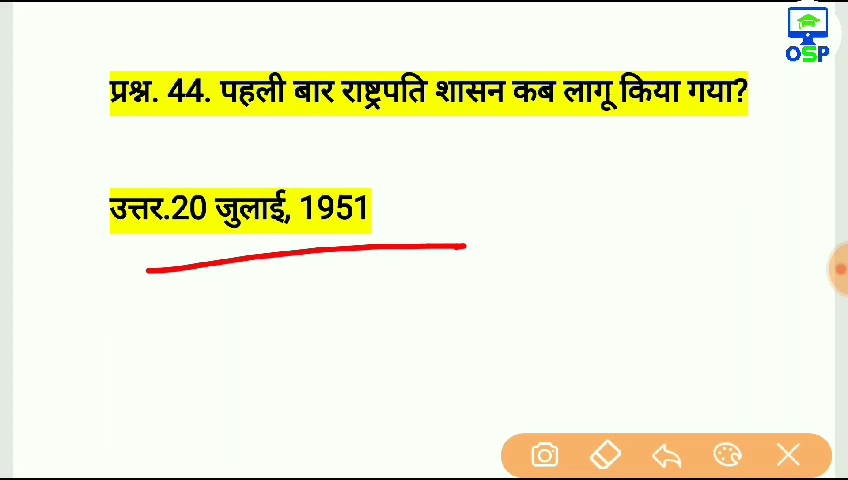 OSP
प्रश्न. 44. पहली बार राष्ट्रपति शासन कब लागू किया गया?
उत्तर.20 जुलाई, 1951